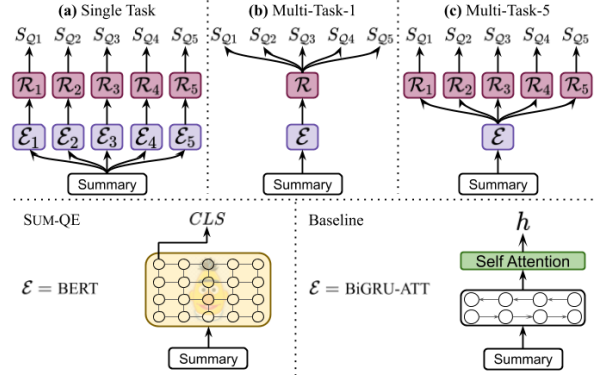 (a) Single Task
(b) Multi-Task-1
(c) Multi-Task-5
S_Q1 S_Q2 S_Q3 S_Q4 S_Q5
S_Q1 S_Q2 S_Q3 S_Q4 S_Q5
S_Q1 S_Q2 S_Q3 S_Q4 S_Q5
R_1 R_2 R_3 R_4 R_5
R
R_1 R_2 R_3 R_4 R_5
E_1 E_2 E_3 E_4 E_5
E
E
Summary
Summary
Summary
SUM-QE
CLS
E = BERT
Summary
Baseline
h
Self Attention
E = BiGRU-ATT
Summary